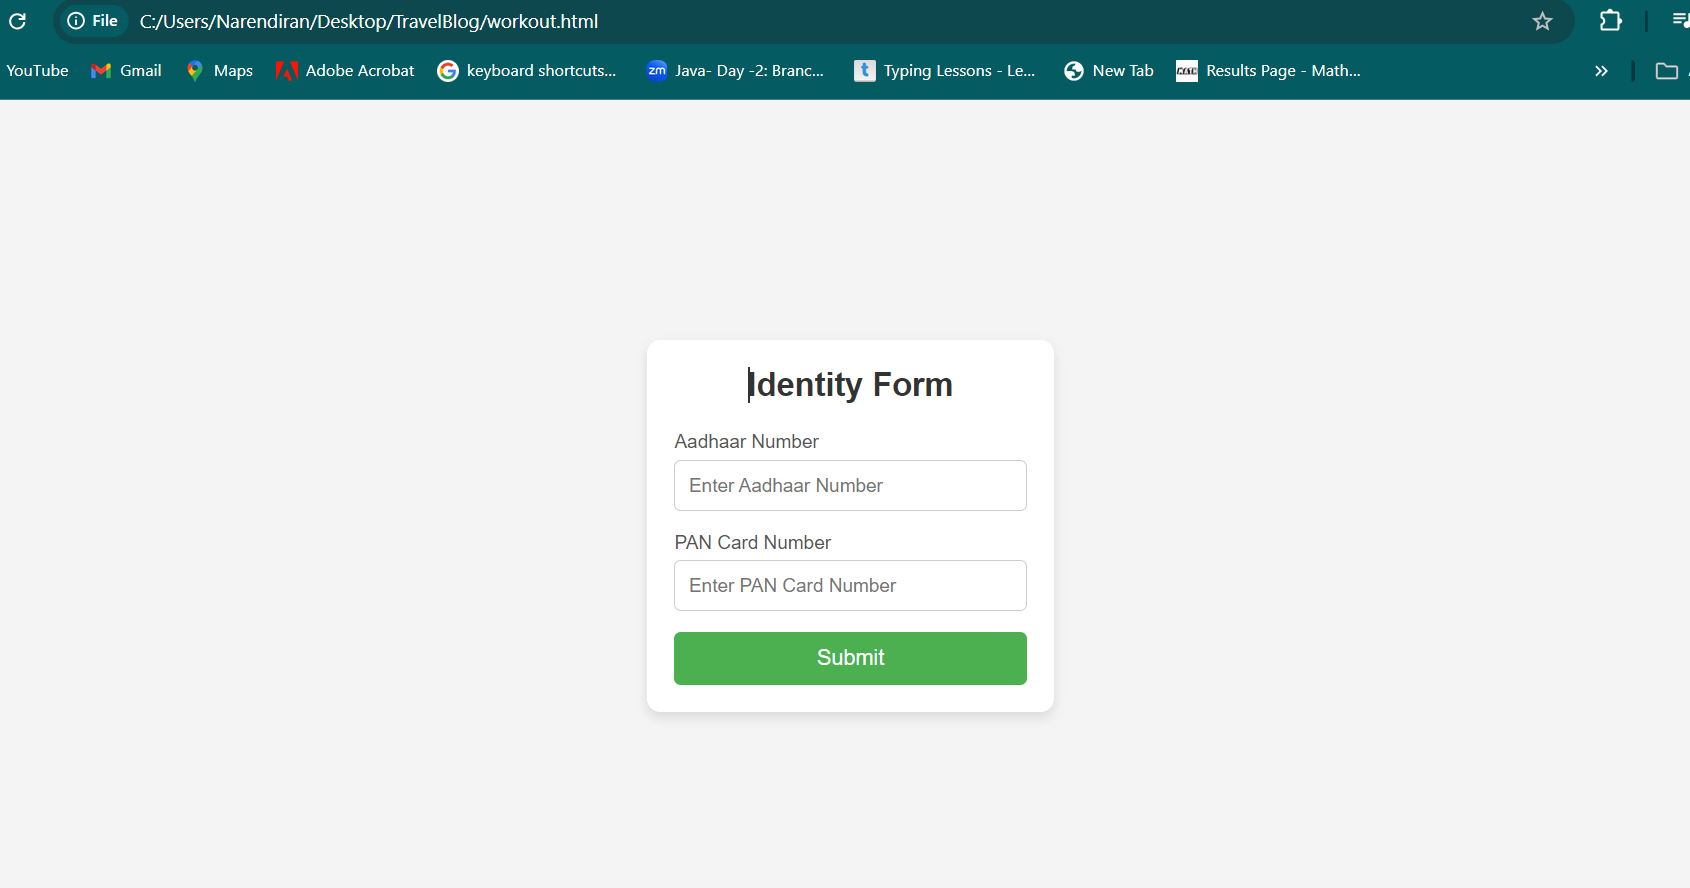 File C:/Users/Narendiran/Desktop/TravelBlog/workout.html
YouTube Gmail Maps Adobe Acrobat keyboard shortcuts... zm Java- Day -2: Branc... t Typing Lessons - Le... New Tab MATH Results Page - Math...
Identity Form
Aadhaar Number
Enter Aadhaar Number
PAN Card Number
Enter PAN Card Number
Submit